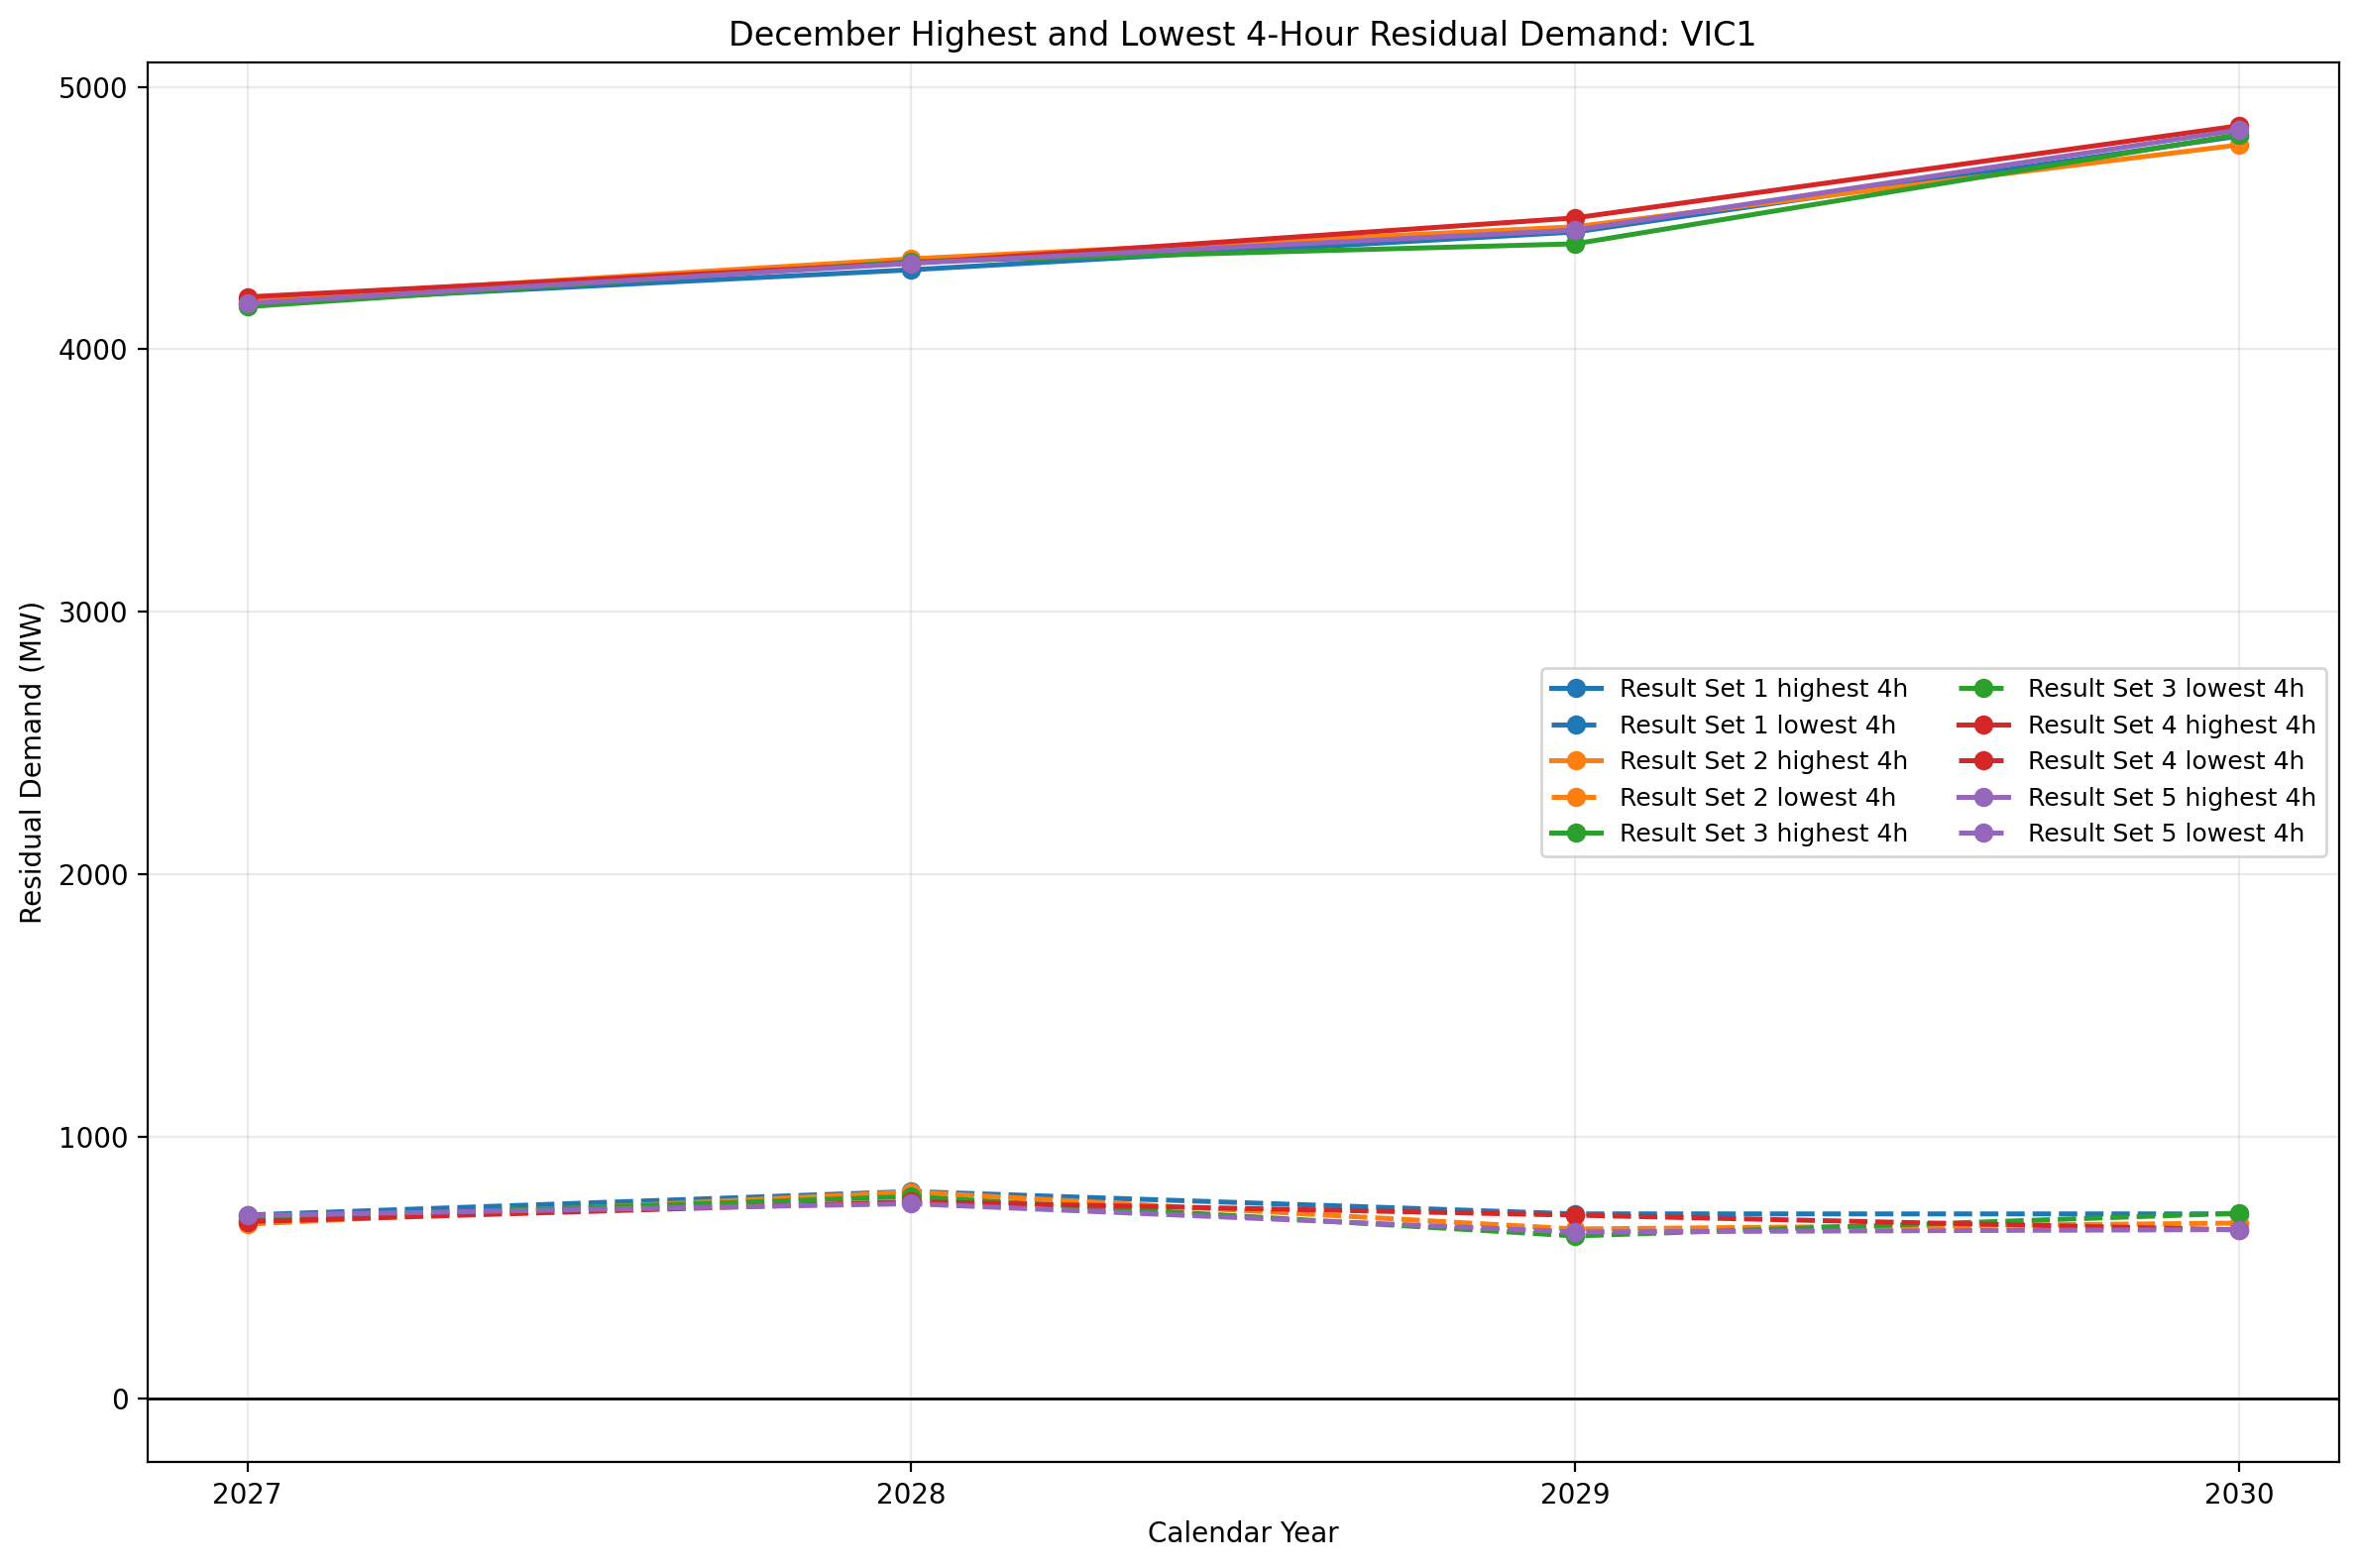 December Highest and Lowest 4-Hour Residual Demand: VIC1
5000
4000
3000
2000
1000
0
Residual Demand (MW)
Result Set 1 highest 4h
Result Set 1 lowest 4h
Result Set 2 highest 4h
Result Set 2 lowest 4h
Result Set 3 highest 4h
Result Set 3 lowest 4h
Result Set 4 highest 4h
Result Set 4 lowest 4h
Result Set 5 highest 4h
Result Set 5 lowest 4h
2027
2028
2029
2030
Calendar Year